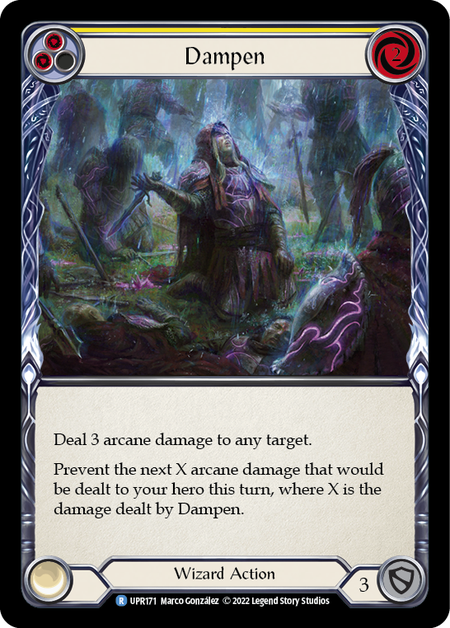 Dampen
2
Deal 3 arcane damage to any target.
Prevent the next X arcane damage that would
be dealt to your hero this turn, where X is the
damage dealt by Dampen.
Wizard Action
3
R UPR171 Marco González © 2022 Legend Story Studios